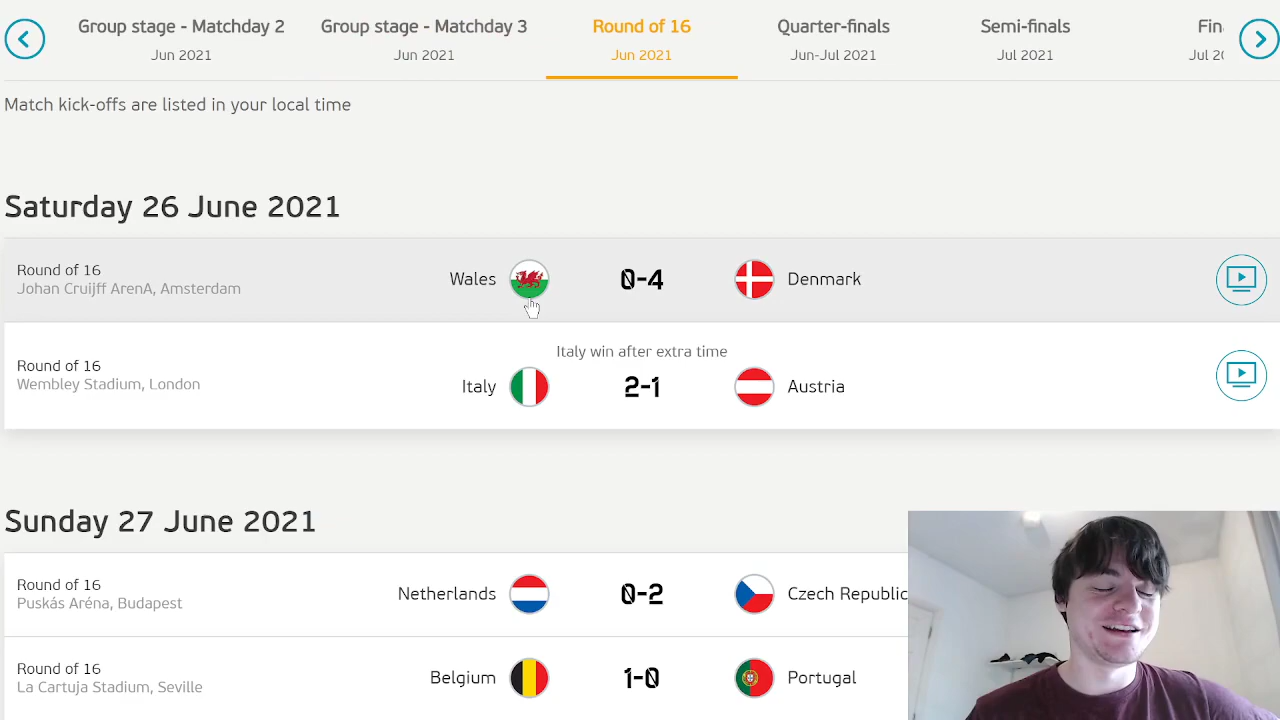 Group stage - Matchday 2
Jun 2021
Group stage - Matchday 3
Jun 2021
Round of 16
Jun 2021
Quarter-finals
Jun-Jul 2021
Semi-finals
Jul 2021
Fin
Jul 20
Match kick-offs are listed in your local time
Saturday 26 June 2021
Round of 16
Johan Cruijff ArenA, Amsterdam
Wales 0-4 Denmark
Italy win after extra time
Round of 16
Wembley Stadium, London
Italy 2-1 Austria
Sunday 27 June 2021
Round of 16
Puskás Aréna, Budapest
Netherlands 0-2 Czech Republic
Round of 16
La Cartuja Stadium, Seville
Belgium 1-0 Portugal